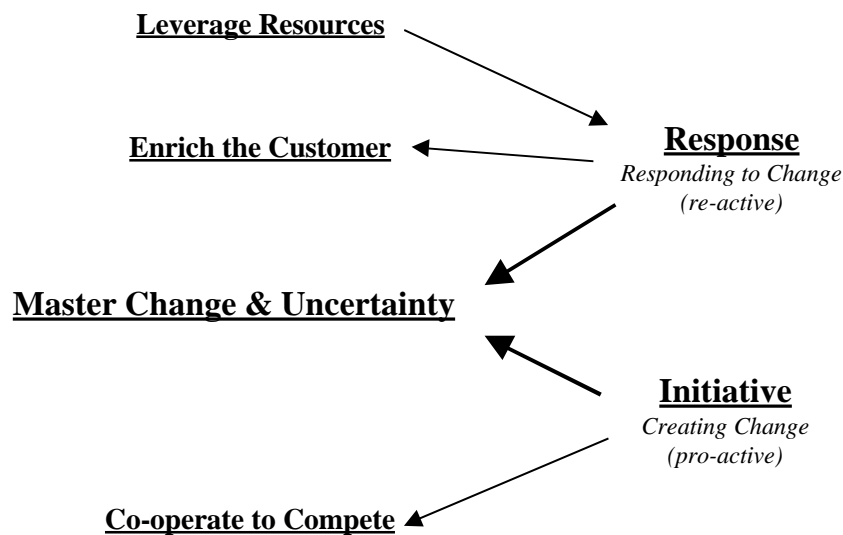 Leverage Resources
Enrich the Customer
Response
Responding to Change
(re-active)
Master Change & Uncertainty
Initiative
Creating Change
(pro-active)
Co-operate to Compete